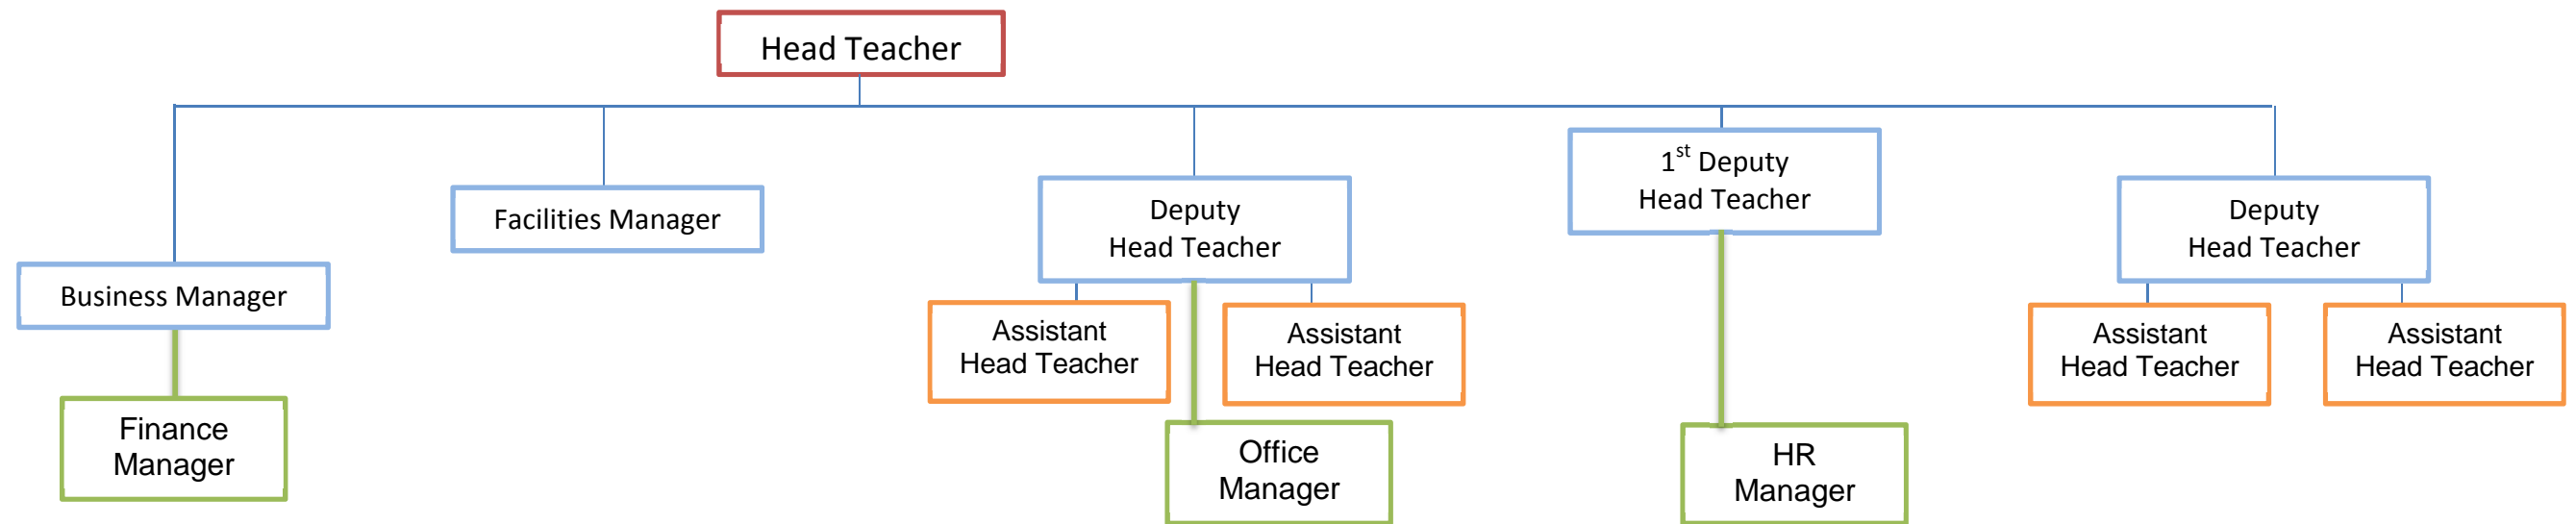 Head Teacher
1st Deputy
Head Teacher
Facilities Manager
Deputy
Head Teacher
Deputy
Head Teacher
Business Manager
Assistant
Head Teacher
Assistant
Head Teacher
Assistant
Head Teacher
Assistant
Head Teacher
Finance
Manager
Office
Manager
HR
Manager